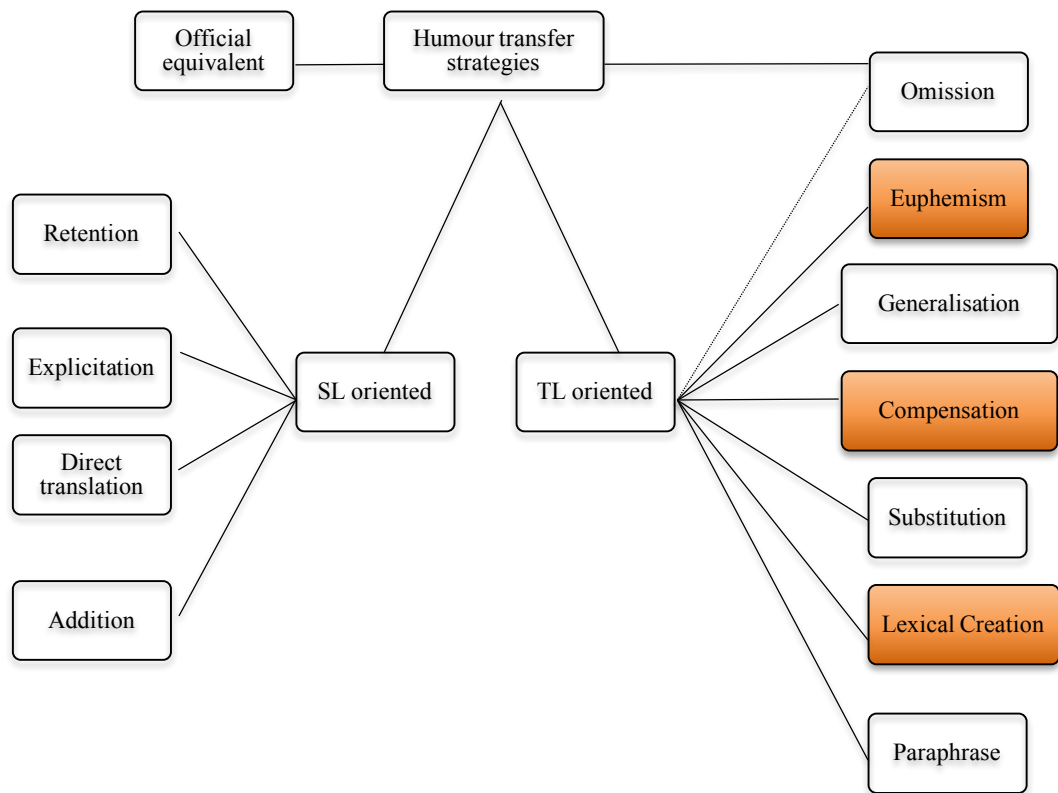 Official
equivalent
Humour transfer
strategies
Omission
Euphemism
Retention
Generalisation
Explicitation
SL oriented
TL oriented
Compensation
Direct
translation
Substitution
Addition
Lexical Creation
Paraphrase